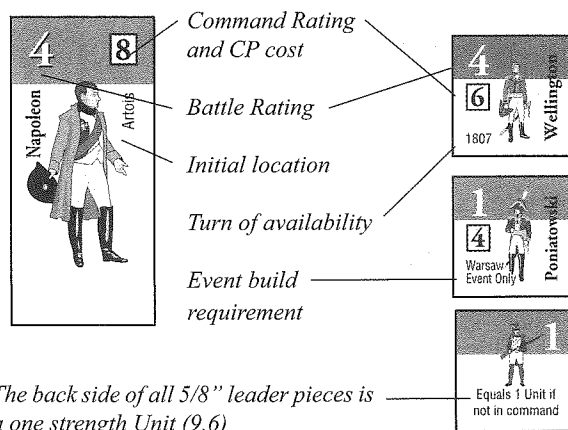 4
8
Napoleon
Artois
Command Rating
and CP cost
Battle Rating
Initial location
Turn of availability
Event build
requirement
4
6
1807
Wellington
1
4
Warsaw
Event Only
Poniatowski
1
Equals 1 Unit if
not in command
The back side of all 5/8” leader pieces is
a one strength Unit (9.6)